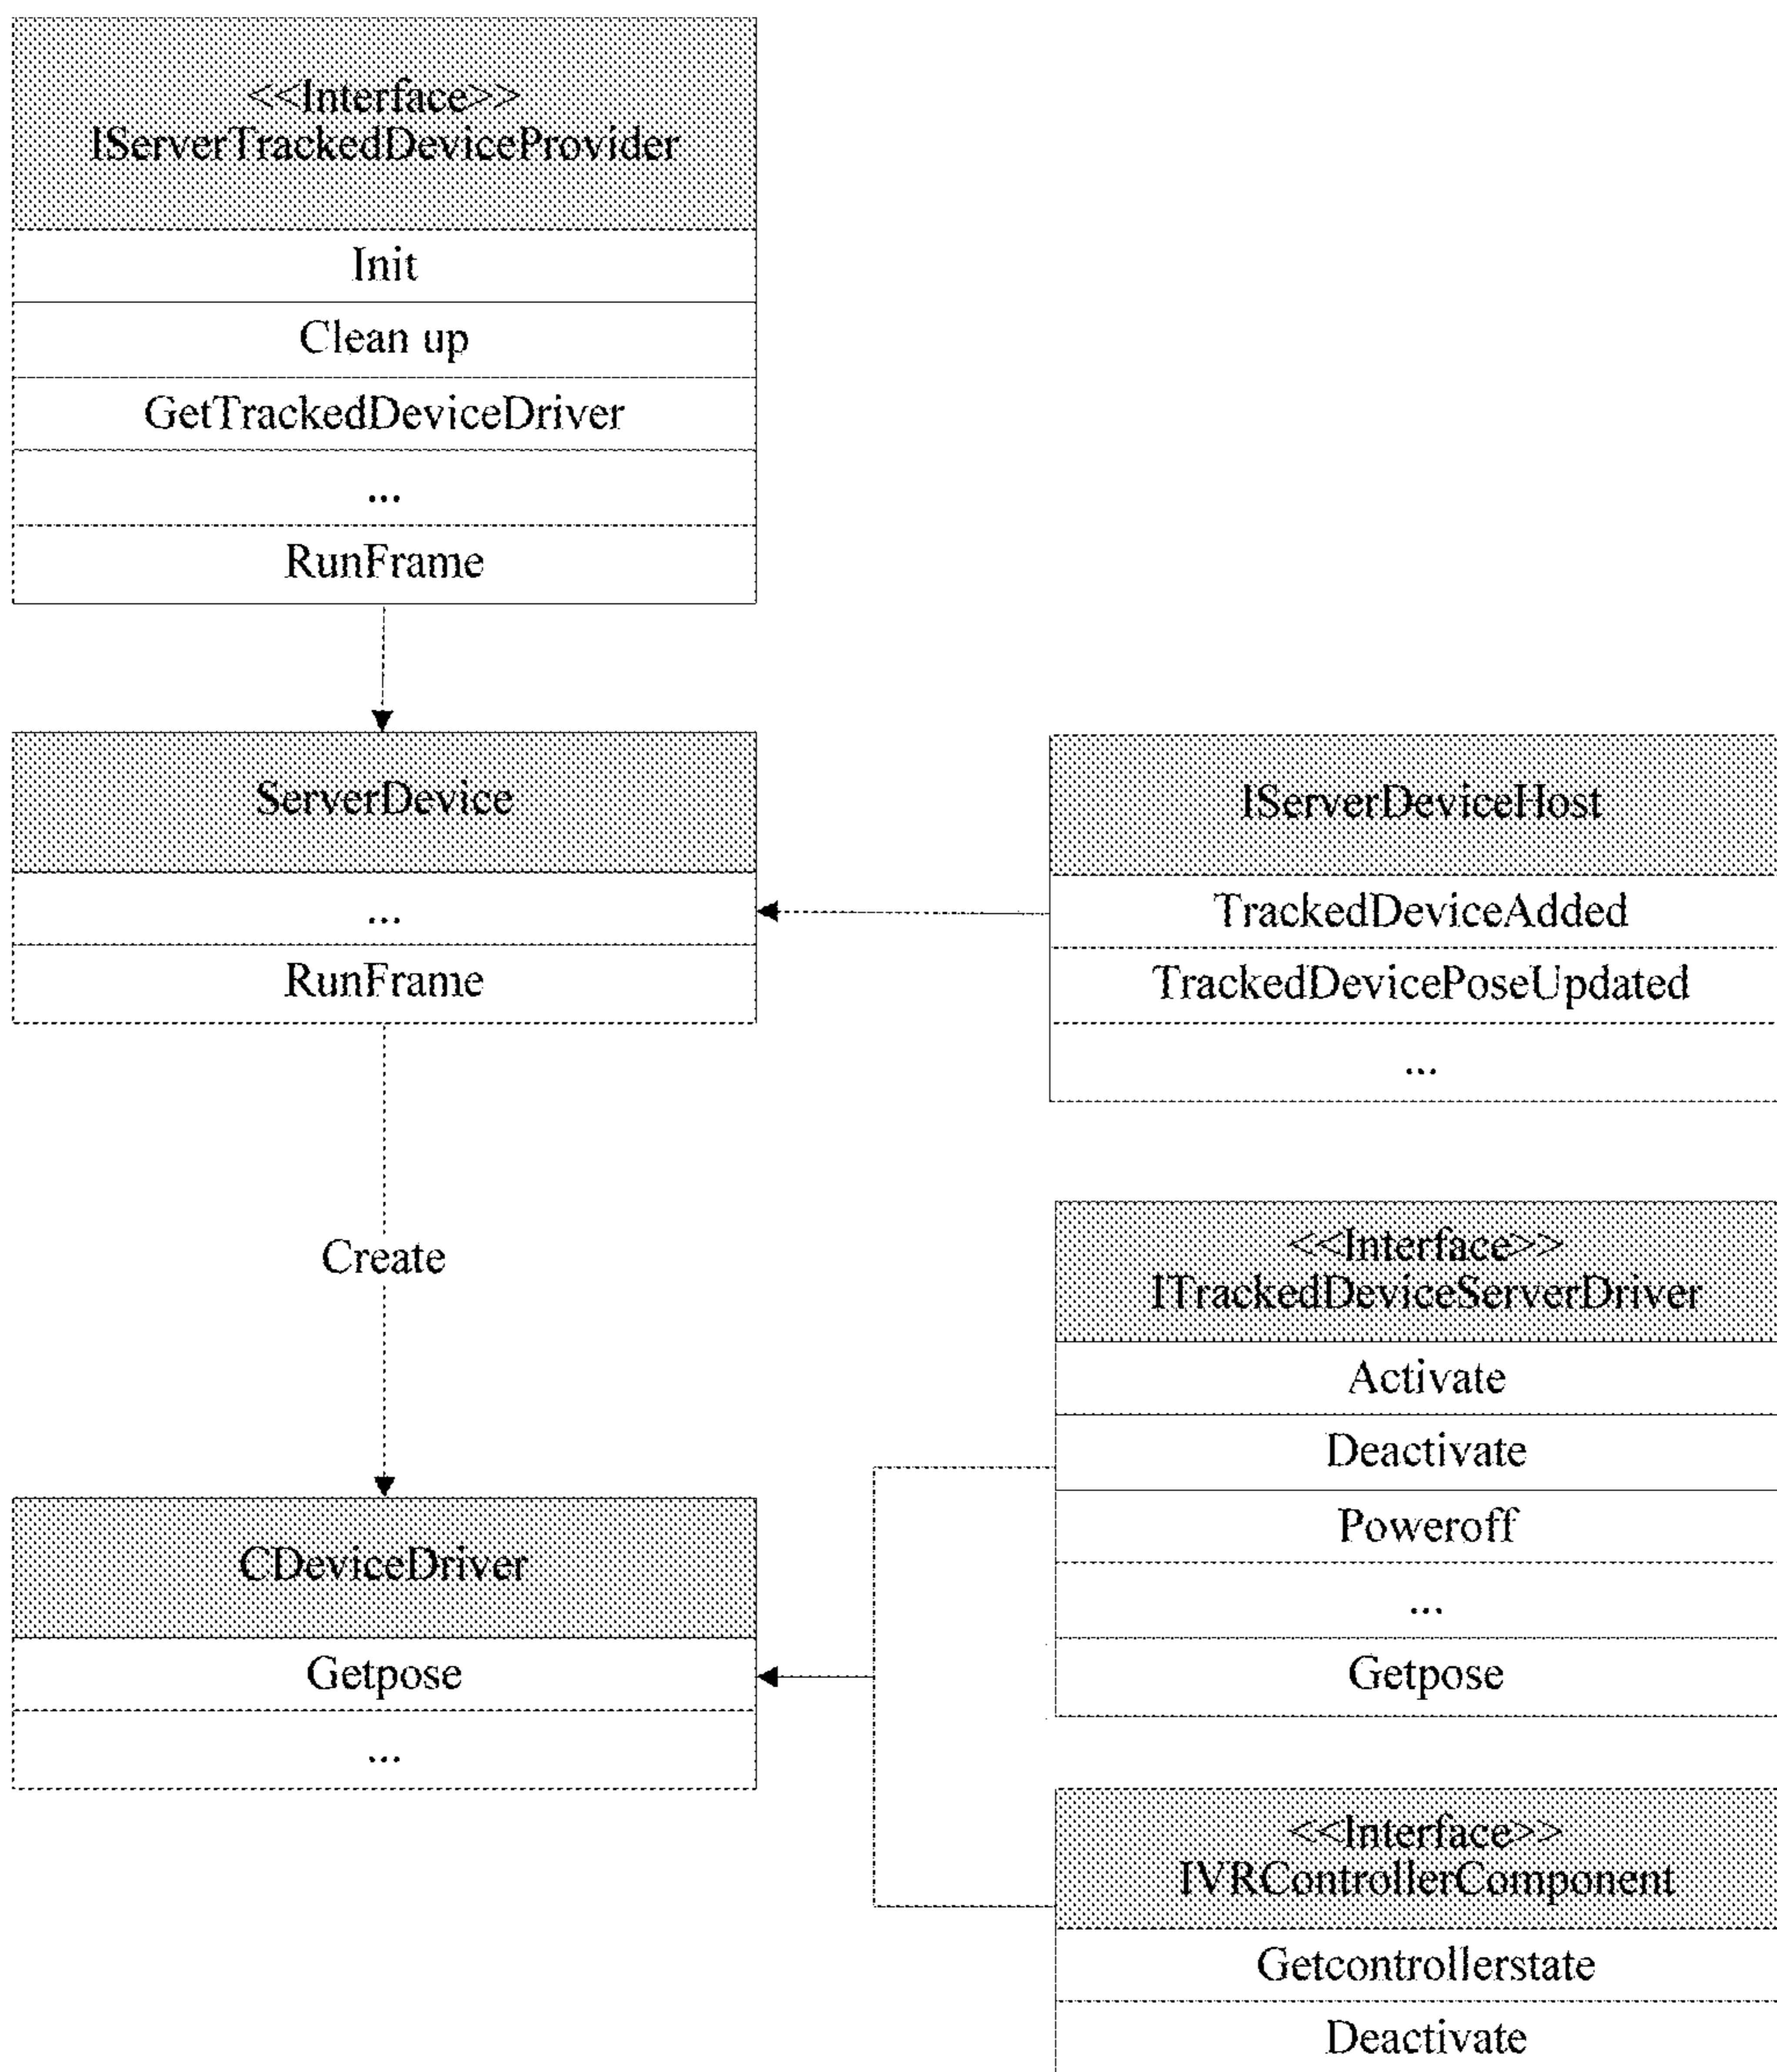 <<Interface>>
IServerTrackedDeviceProvider
Init
Clean up
GetTrackedDeviceDriver
...
RunFrame
ServerDevice
...
RunFrame
IServerDeviceHost
TrackedDeviceAdded
TrackedDevicePoseUpdated
...
Create
<<Interface>>
ITrackedDeviceServerDriver
Activate
Deactivate
Poweroff
...
Getpose
CDeviceDriver
Getpose
...
<<Interface>>
IVRControllerComponent
Getcontrollerstate
Deactivate